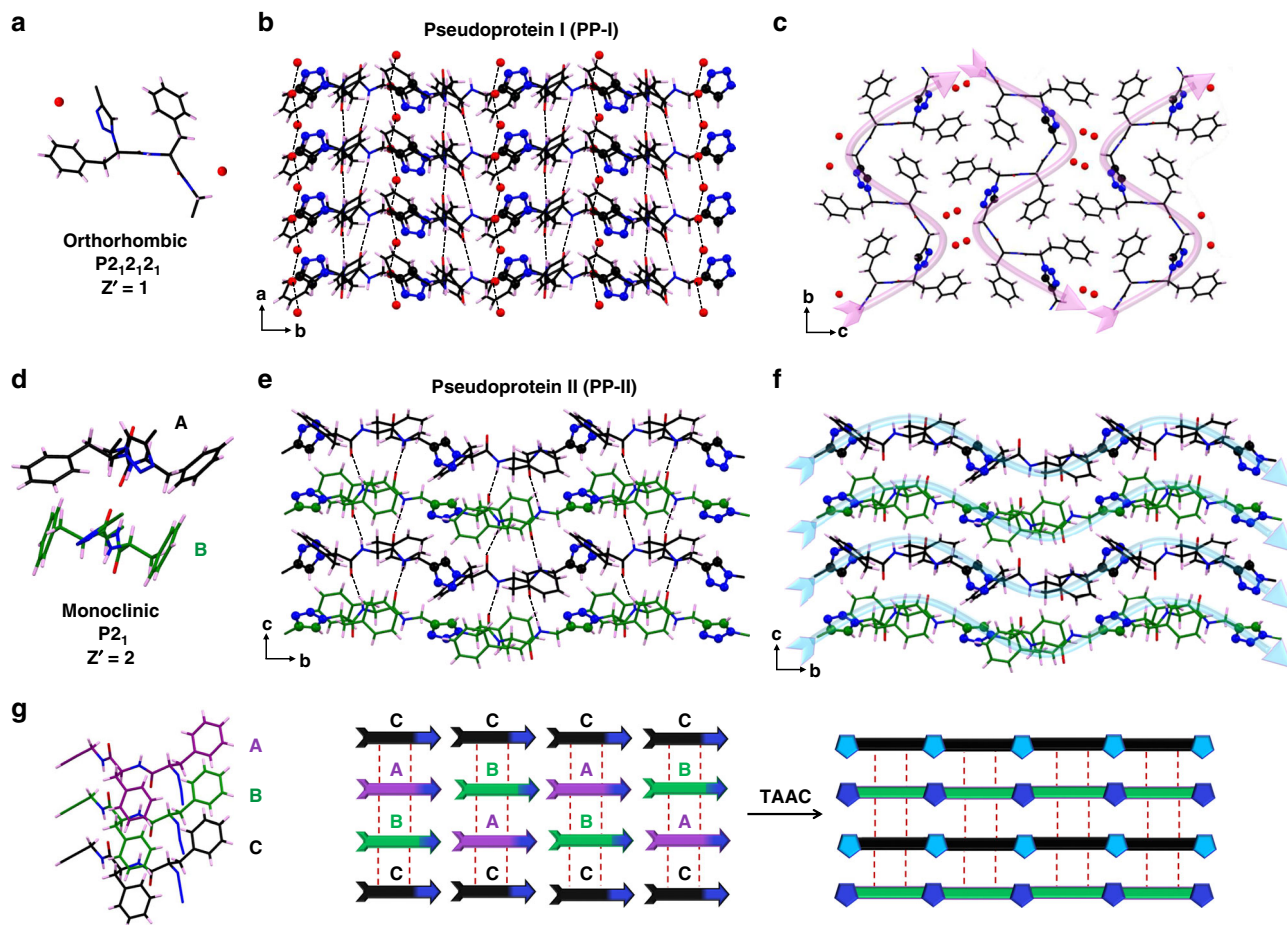 a
Orthorhombic
P2₁2₁2₁
Z′ = 1
b
Pseudoprotein I (PP-I)
a
b
c
b
c
d
A
B
Monoclinic
P2₁
Z′ = 2
e
Pseudoprotein II (PP-II)
c
b
f
c
b
g
A
B
C
C C C C
A B A B
B A B A
C C C C
TAAC